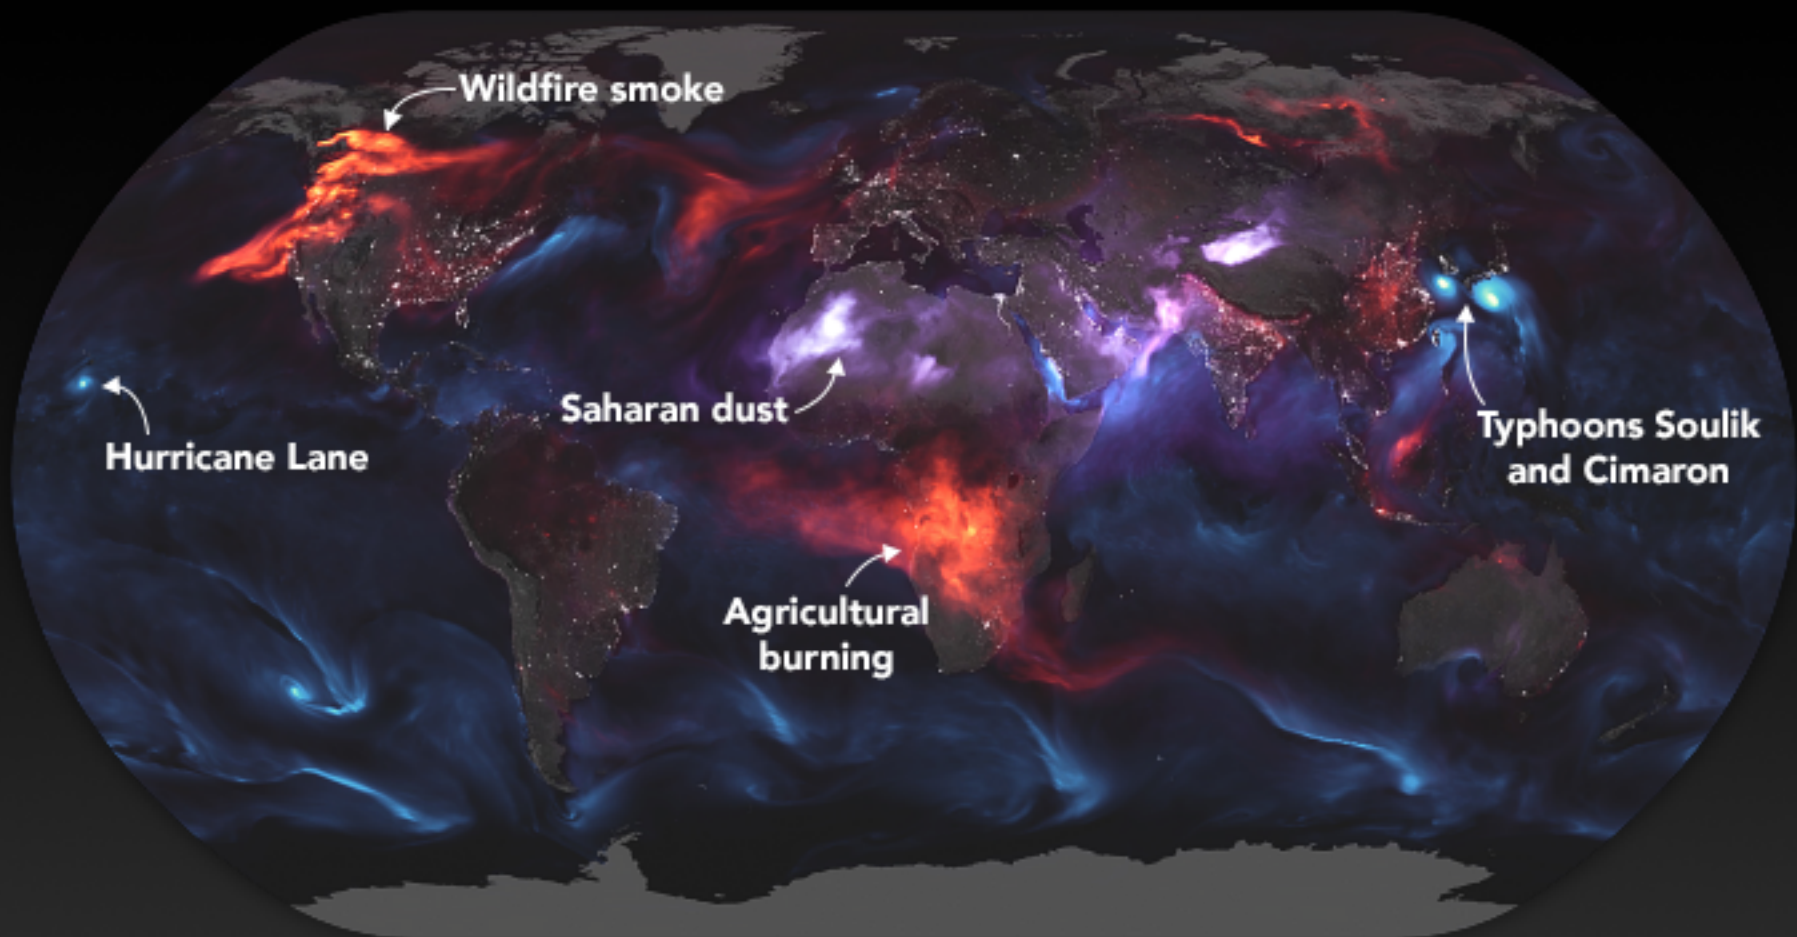 Wildfire smoke
Saharan dust
Hurricane Lane
Typhoons Soulik
and Cimaron
Agricultural
burning